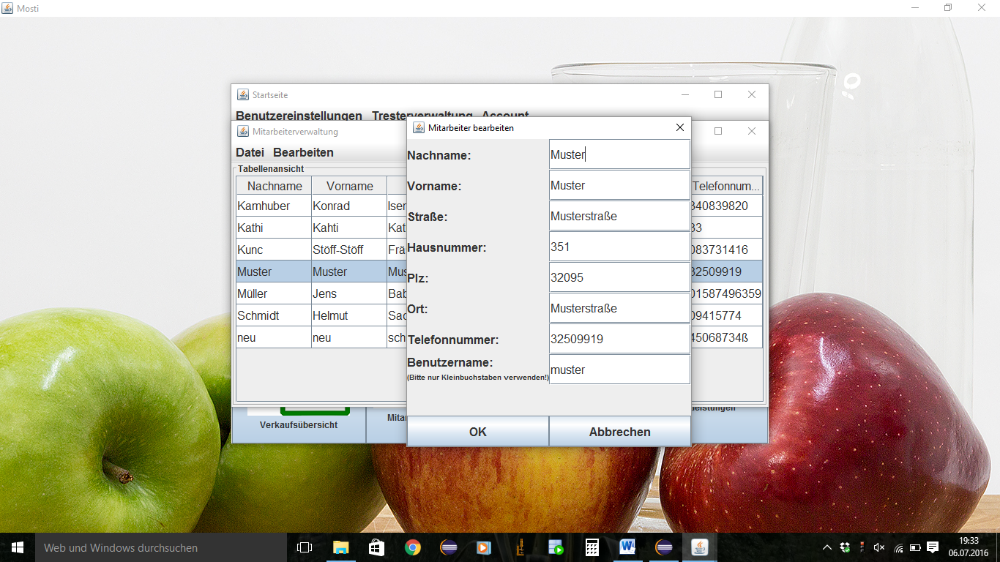 Mosti
Startseite
Benutzereinstellungen Tresterverwaltung Account
Mitarbeiterverwaltung
Datei Bearbeiten
Tabellenansicht
Nachname Vorname Telefonnum...
Kamhuber Konrad Iser 340839820
Kathi Kahti Kat 33
Kunc Stöff-Stöff Frä 083731416
Muster Muster Mus 32509919
Müller Jens Bab 01587496359
Schmidt Helmut Sac 09415774
neu neu sch 45068734ß
Mitarbeiter bearbeiten
Nachname: Muster
Vorname: Muster
Straße: Musterstraße
Hausnummer: 351
Plz: 32095
Ort: Musterstraße
Telefonnummer: 32509919
Benutzername: muster
(Bitte nur Kleinbuchstaben verwenden!)
OK Abbrechen
Verkaufsübersicht Mitar
Web und Windows durchsuchen
19:33
06.07.2016